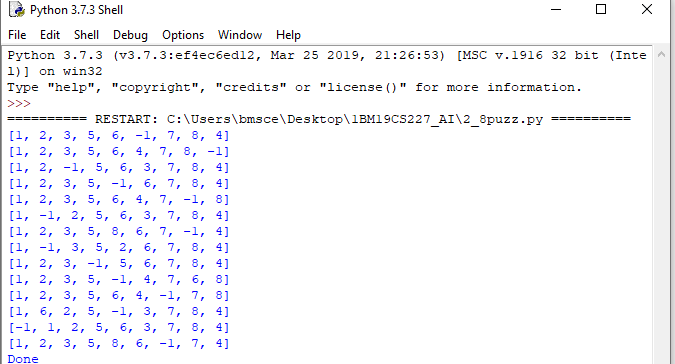 Python 3.7.3 Shell
File Edit Shell Debug Options Window Help
Python 3.7.3 (v3.7.3:ef4ec6ed12, Mar 25 2019, 21:26:53) [MSC v.1916 32 bit (Inte
l)] on win32
Type "help", "copyright", "credits" or "license()" for more information.
>>>
========== RESTART: C:\Users\bmsce\Desktop\1BM19CS227_AI\2_8puzz.py ==========
[1, 2, 3, 5, 6, -1, 7, 8, 4]
[1, 2, 3, 5, 6, 4, 7, 8, -1]
[1, 2, -1, 5, 6, 3, 7, 8, 4]
[1, 2, 3, 5, -1, 6, 7, 8, 4]
[1, 2, 3, 5, 6, 4, 7, -1, 8]
[1, -1, 2, 5, 6, 3, 7, 8, 4]
[1, 2, 3, 5, 8, 6, 7, -1, 4]
[1, -1, 3, 5, 2, 6, 7, 8, 4]
[1, 2, 3, -1, 5, 6, 7, 8, 4]
[1, 2, 3, 5, -1, 4, 7, 6, 8]
[1, 2, 3, 5, 6, 4, -1, 7, 8]
[1, 6, 2, 5, -1, 3, 7, 8, 4]
[-1, 1, 2, 5, 6, 3, 7, 8, 4]
[1, 2, 3, 5, 8, 6, -1, 7, 4]
Done